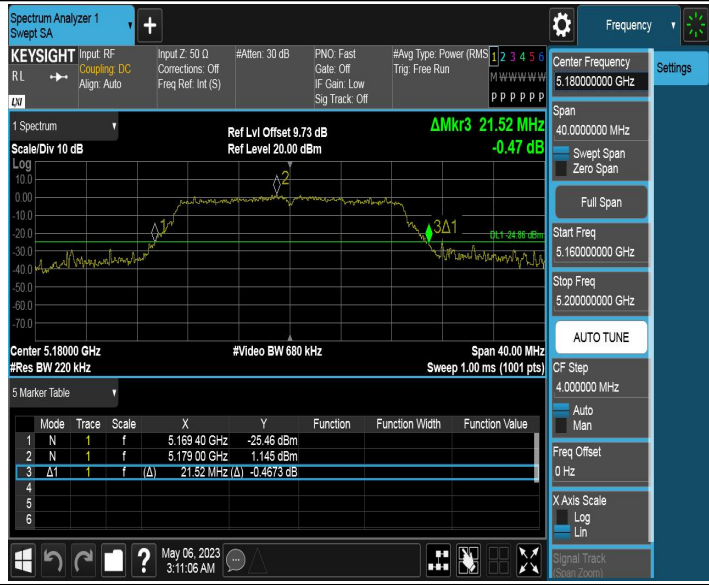 Spectrum Analyzer 1
Swept SA
+
Frequency
KEYSIGHT
RL
LXI
Input: RF
Coupling: DC
Align: Auto
Input Z: 50 Ω
Corrections: Off
Freq Ref: Int (S)
#Atten: 30 dB
PNO: Fast
Gate: Off
IF Gain: Low
Sig Track: Off
#Avg Type: Power (RMS
Trig: Free Run
1 2 3 4 5 6
M W W W W W
P P P P P P
1 Spectrum
Scale/Div 10 dB
Ref Lvl Offset 9.73 dB
Ref Level 20.00 dBm
ΔMkr3 21.52 MHz
-0.47 dB
Log
10.0
0.00
-10.0
-20.0
-30.0
-40.0
-50.0
-60.0
-70.0
1
2
3Δ1
DL1 -24.86 dBm
Center 5.18000 GHz
#Res BW 220 kHz
#Video BW 680 kHz
Span 40.00 MHz
Sweep 1.00 ms (1001 pts)
5 Marker Table
Mode Trace Scale X Y Function Function Width Function Value
1 N 1 f 5.169 40 GHz -25.46 dBm
2 N 1 f 5.179 00 GHz 1.145 dBm
3 Δ1 1 f (Δ) 21.52 MHz (Δ) -0.4673 dB
4
5
6
May 06, 2023
3:11:06 AM
?
Center Frequency
5.180000000 GHz
Settings
Span
40.0000000 MHz
Swept Span
Zero Span
Full Span
Start Freq
5.160000000 GHz
Stop Freq
5.200000000 GHz
AUTO TUNE
CF Step
4.000000 MHz
Auto
Man
Freq Offset
0 Hz
X Axis Scale
Log
Lin
Signal Track
(Span Zoom)